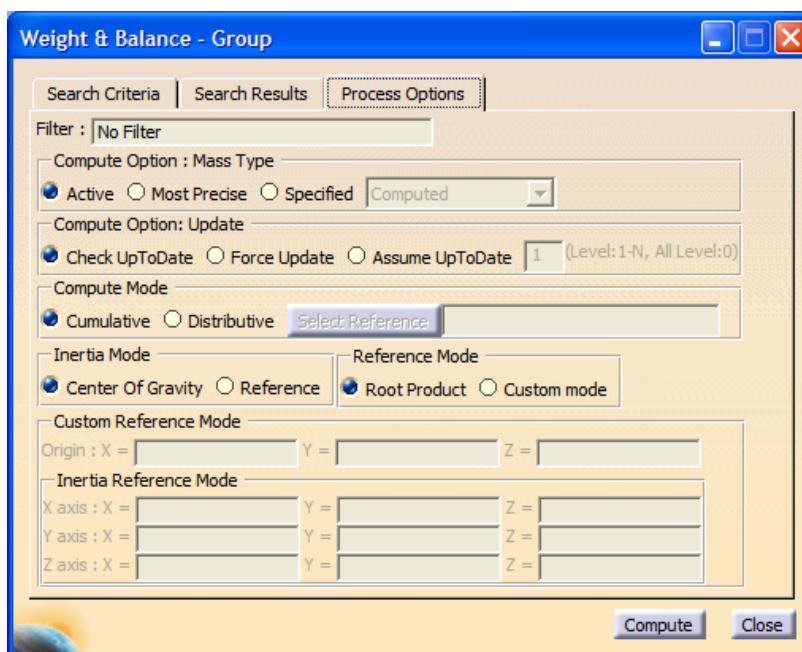 Weight & Balance - Group
Search Criteria Search Results Process Options
Filter : No Filter
Compute Option : Mass Type
Active Most Precise Specified Computed
Compute Option: Update
Check UpToDate Force Update Assume UpToDate 1 (Level:1-N, All Level:0)
Compute Mode
Cumulative Distributive Select Reference
Inertia Mode Reference Mode
Center Of Gravity Reference Root Product Custom mode
Custom Reference Mode
Origin : X = Y = Z =
Inertia Reference Mode
X axis : X = Y = Z =
Y axis : X = Y = Z =
Z axis : X = Y = Z =
Compute Close